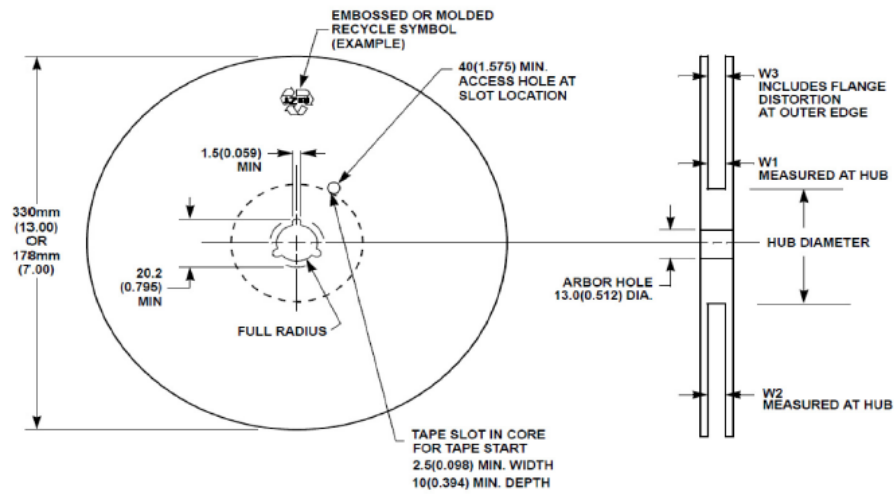 EMBOSSED OR MOLDED
RECYCLE SYMBOL
(EXAMPLE)
40(1.575) MIN.
ACCESS HOLE AT
SLOT LOCATION
W3
INCLUDES FLANGE
DISTORTION
AT OUTER EDGE
1.5(0.059)
MIN
W1
MEASURED AT HUB
330mm
(13.00)
OR
178mm
(7.00)
HUB DIAMETER
20.2
(0.795)
MIN
ARBOR HOLE
13.0(0.512) DIA.
FULL RADIUS
W2
MEASURED AT HUB
TAPE SLOT IN CORE
FOR TAPE START
2.5(0.098) MIN. WIDTH
10(0.394) MIN. DEPTH